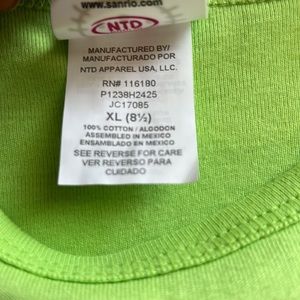 www.sanrio.com
NTD
MANUFACTURED BY/
MANUFACTURADO POR
NTD APPAREL USA, LLC.
RN# 116180
P1238H2425
JC17085
XL (8½)
100% COTTON / ALGODON
ASSEMBLED IN MEXICO
ENSAMBLADO EN MEXICO
SEE REVERSE FOR CARE
VER REVERSO PARA
CUIDADO